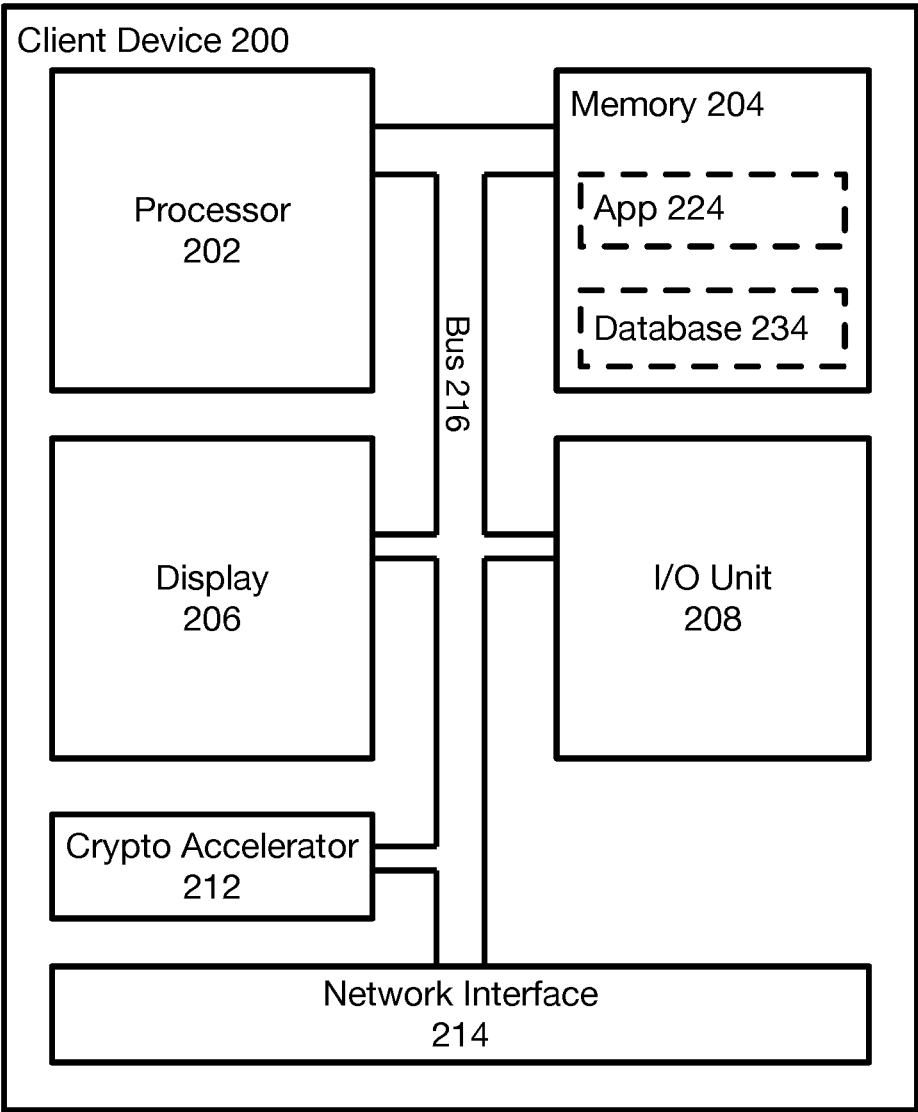 Client Device 200
Processor
202
Memory 204
App 224
Database 234
Bus 216
Display
206
I/O Unit
208
Crypto Accelerator
212
Network Interface
214